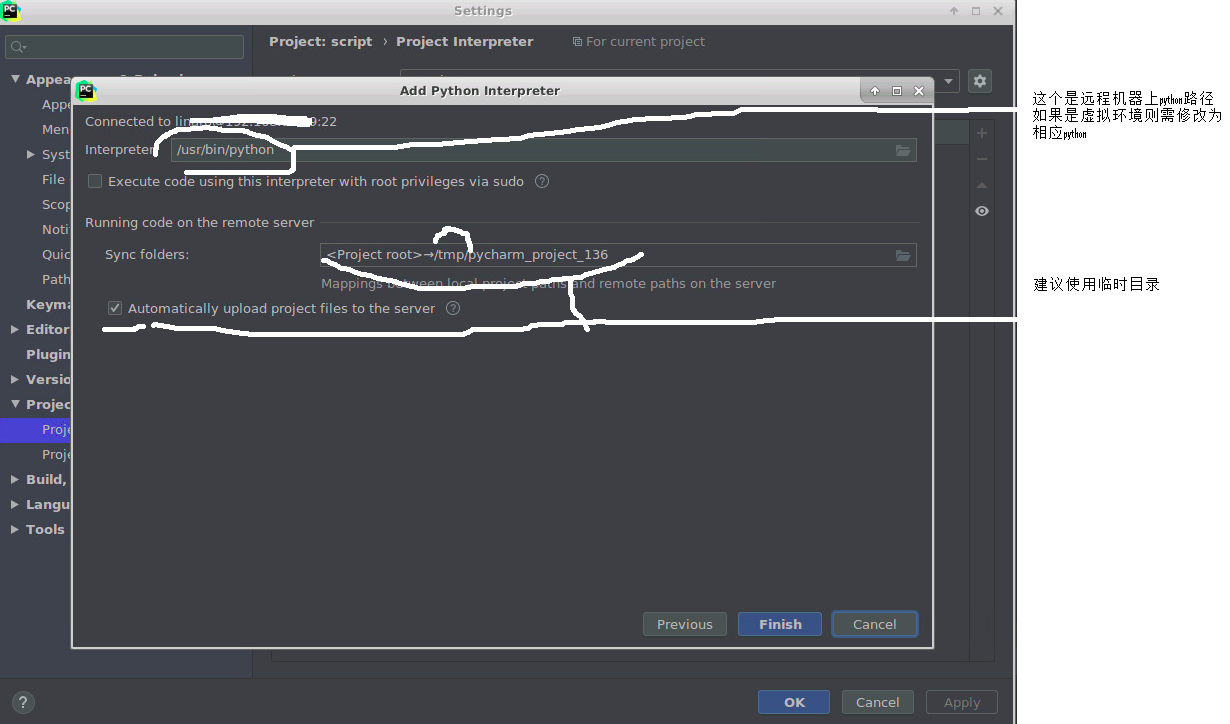 Settings
Project: script › Project Interpreter For current project
Appea
Add Python Interpreter
Connected to 9:22
Interpreter /usr/bin/python
Execute code using this interpreter with root privileges via sudo
Running code on the remote server
Sync folders: <Project root>→/tmp/pycharm_project_136
Mappings between local project paths and remote paths on the server
Automatically upload project files to the server
Previous Finish Cancel
Appe
Men
Syst
File
Scop
Noti
Quic
Path
Keyma
Editor
Plugin
Versio
Projec
Proje
Proje
Build,
Langu
Tools
? OK Cancel Apply
这个是远程机器上python路径
如果是虚拟环境则需修改为
相应python
建议使用临时目录